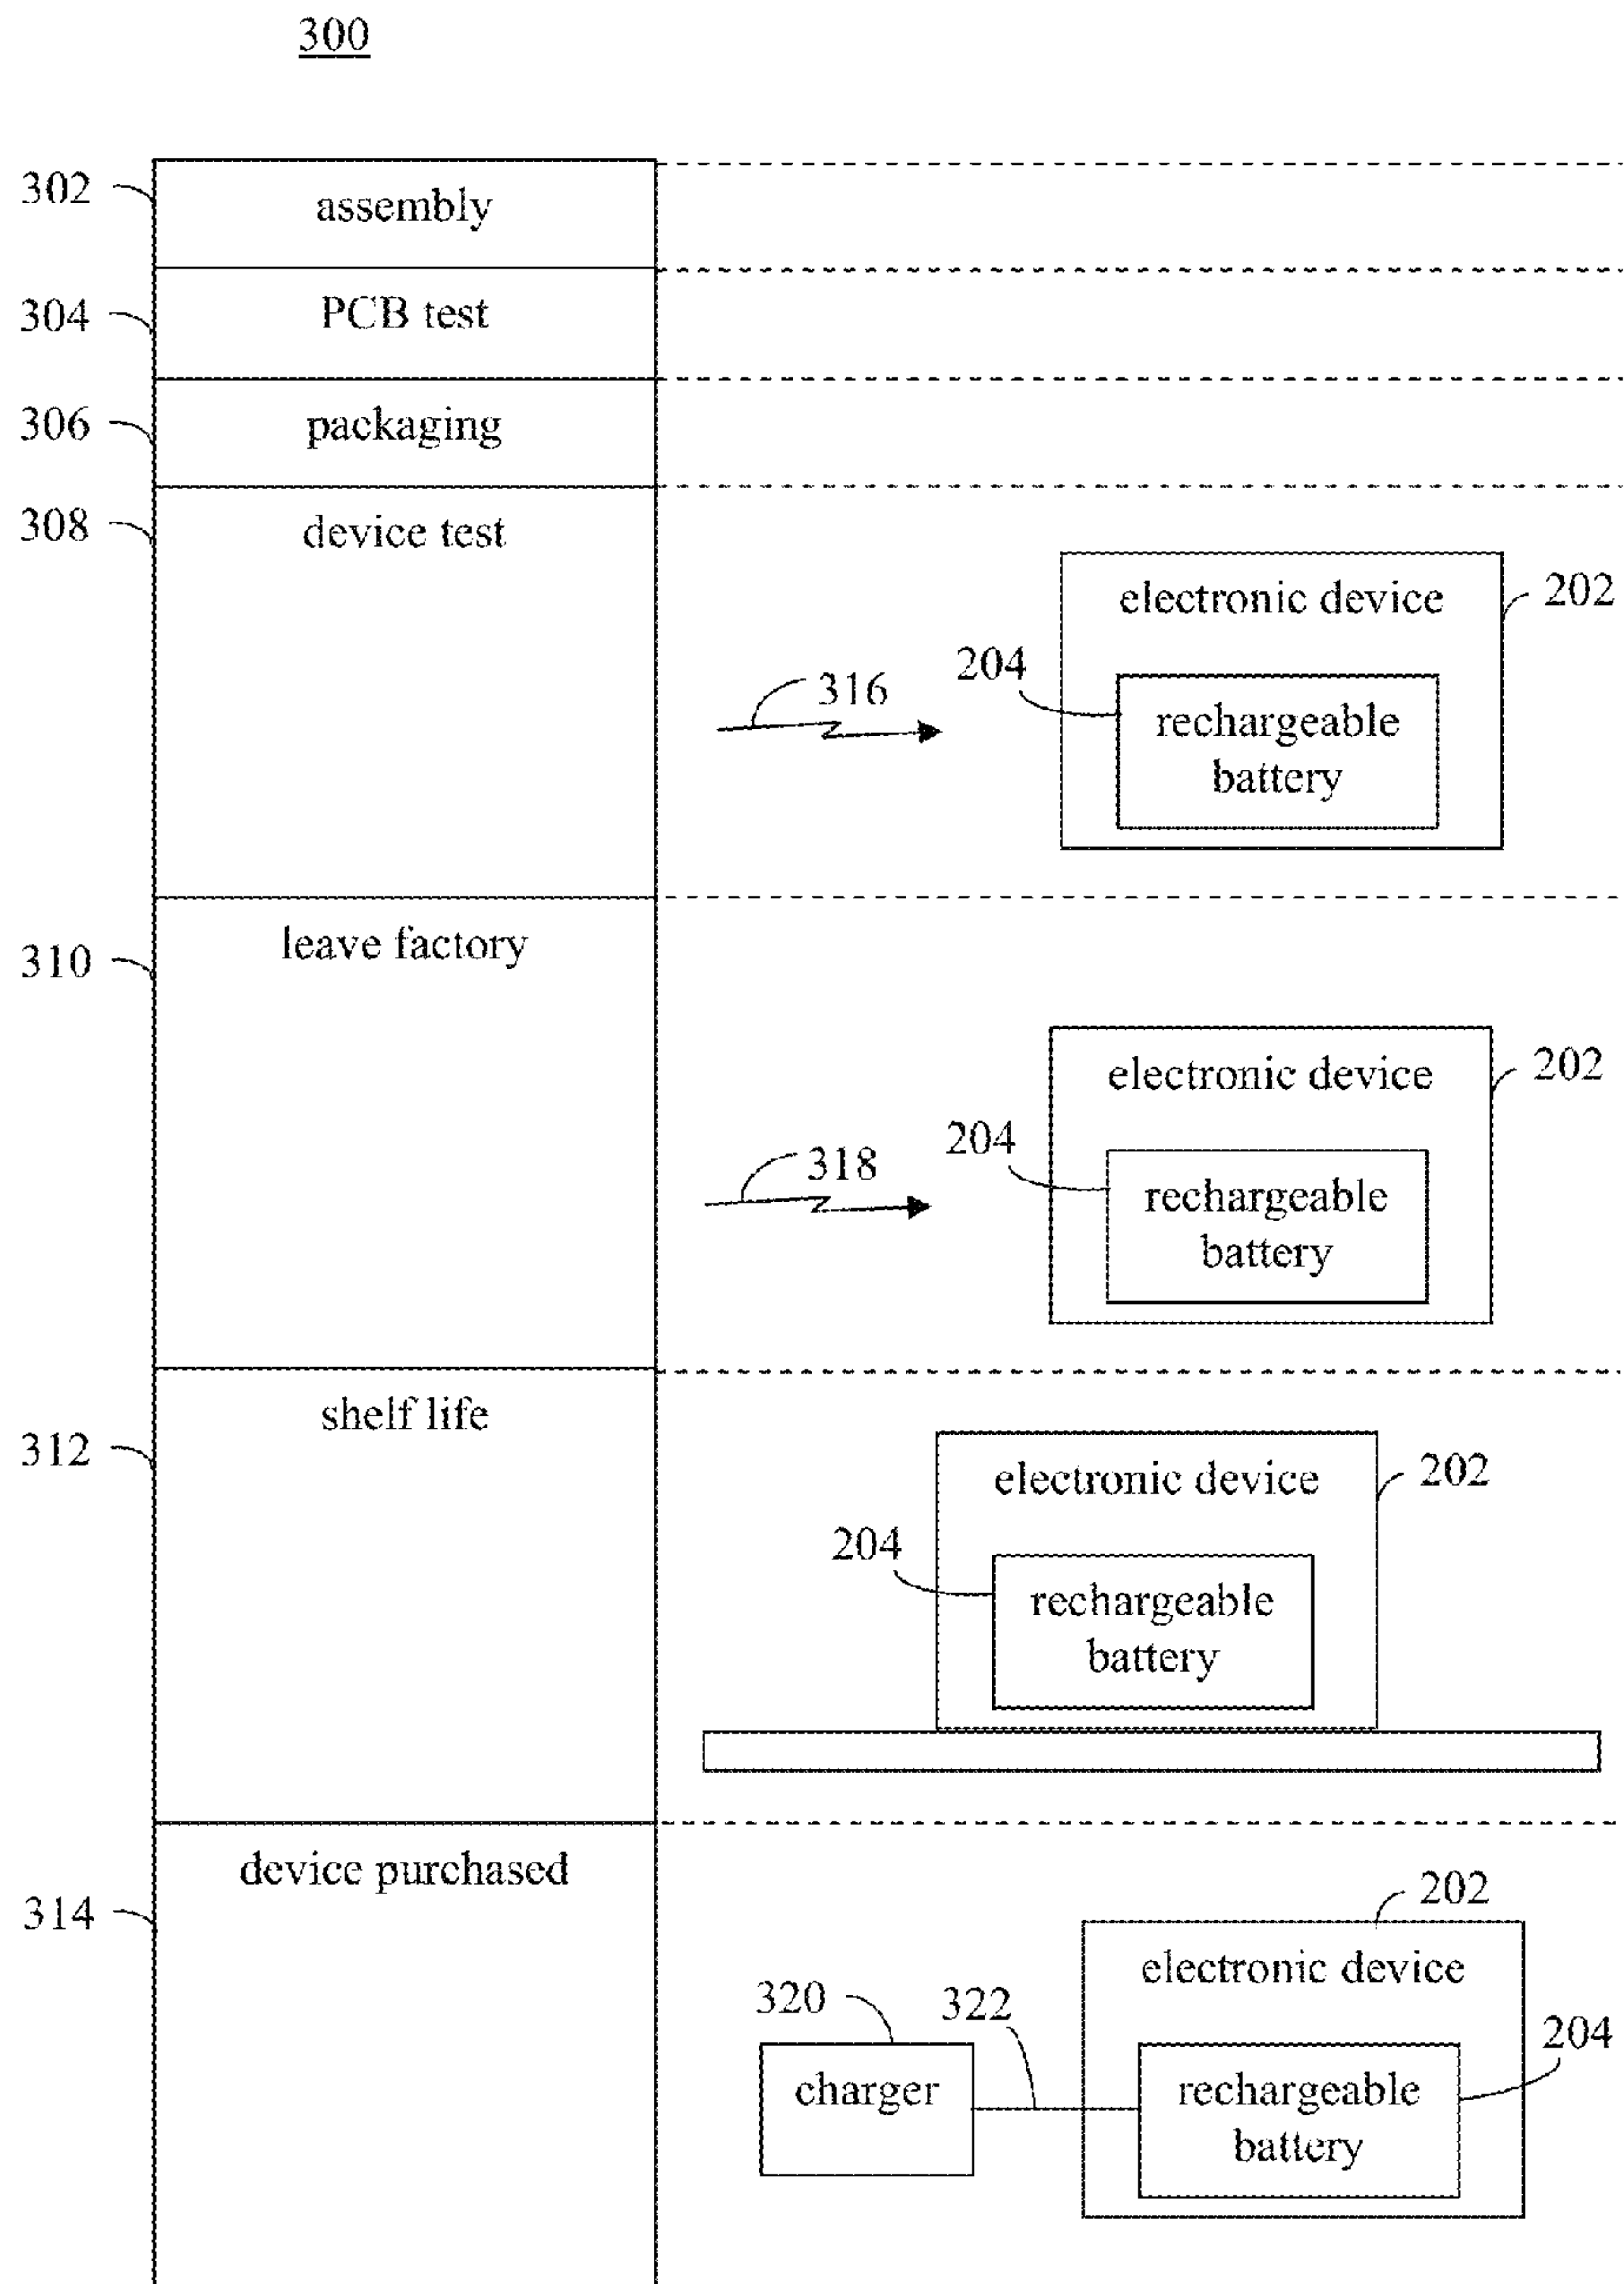 300
302
assembly
304
PCB test
306
packaging
308
device test
electronic device
202
204
316
rechargeable
battery
310
leave factory
electronic device
202
204
318
rechargeable
battery
312
shelf life
electronic device
202
204
rechargeable
battery
314
device purchased
202
electronic device
320
322
204
charger
rechargeable
battery